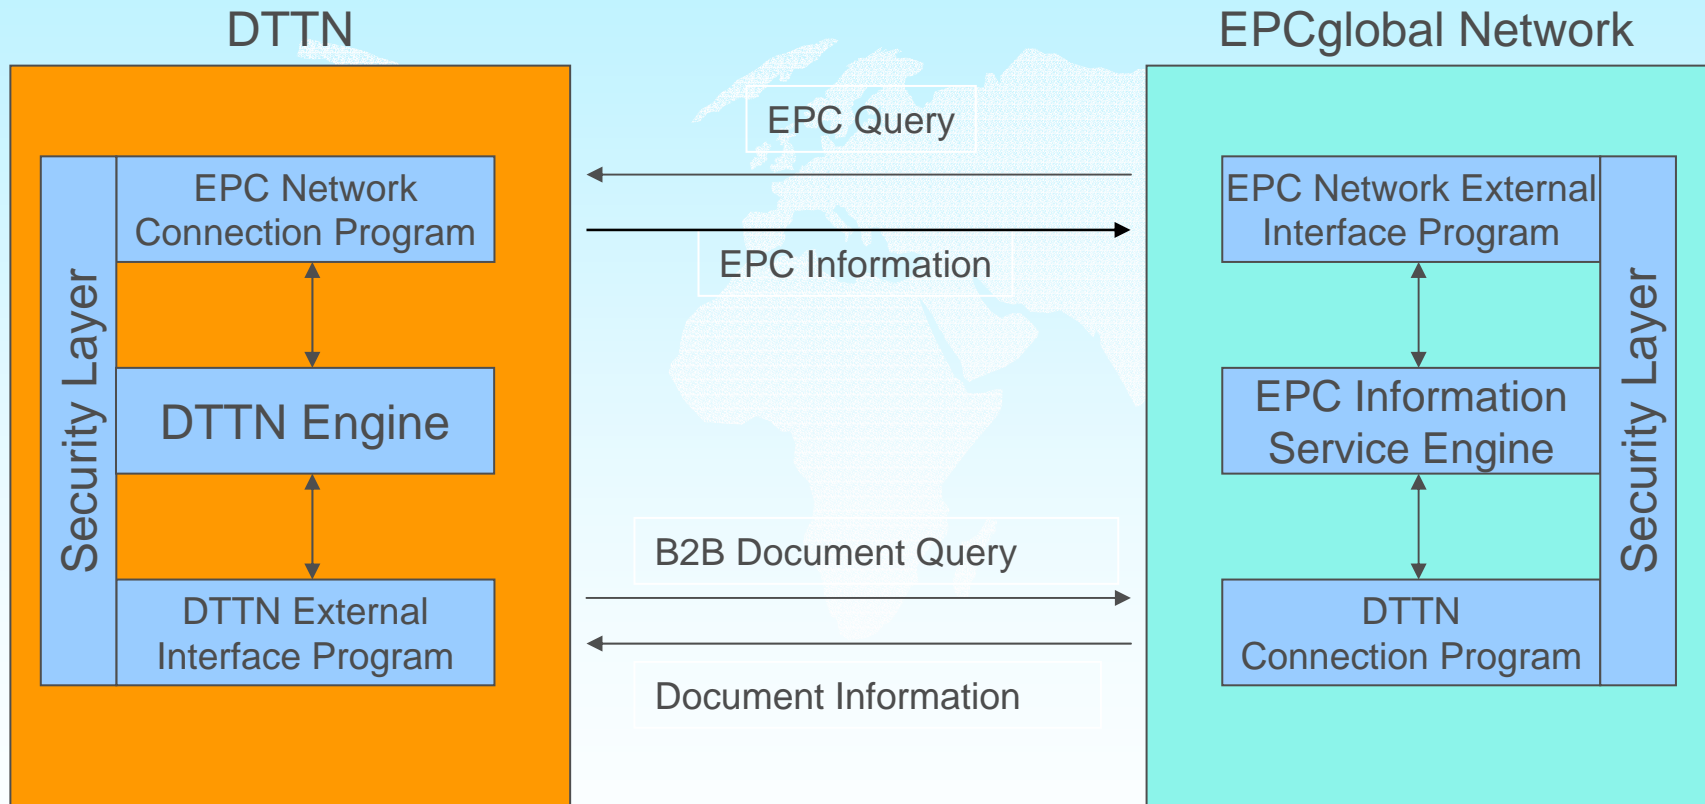 DTTN
EPCglobal Network
Security Layer
EPC Network
Connection Program
DTTN Engine
DTTN External
Interface Program
EPC Query
EPC Information
B2B Document Query
Document Information
EPC Network External
Interface Program
EPC Information
Service Engine
DTTN
Connection Program
Security Layer